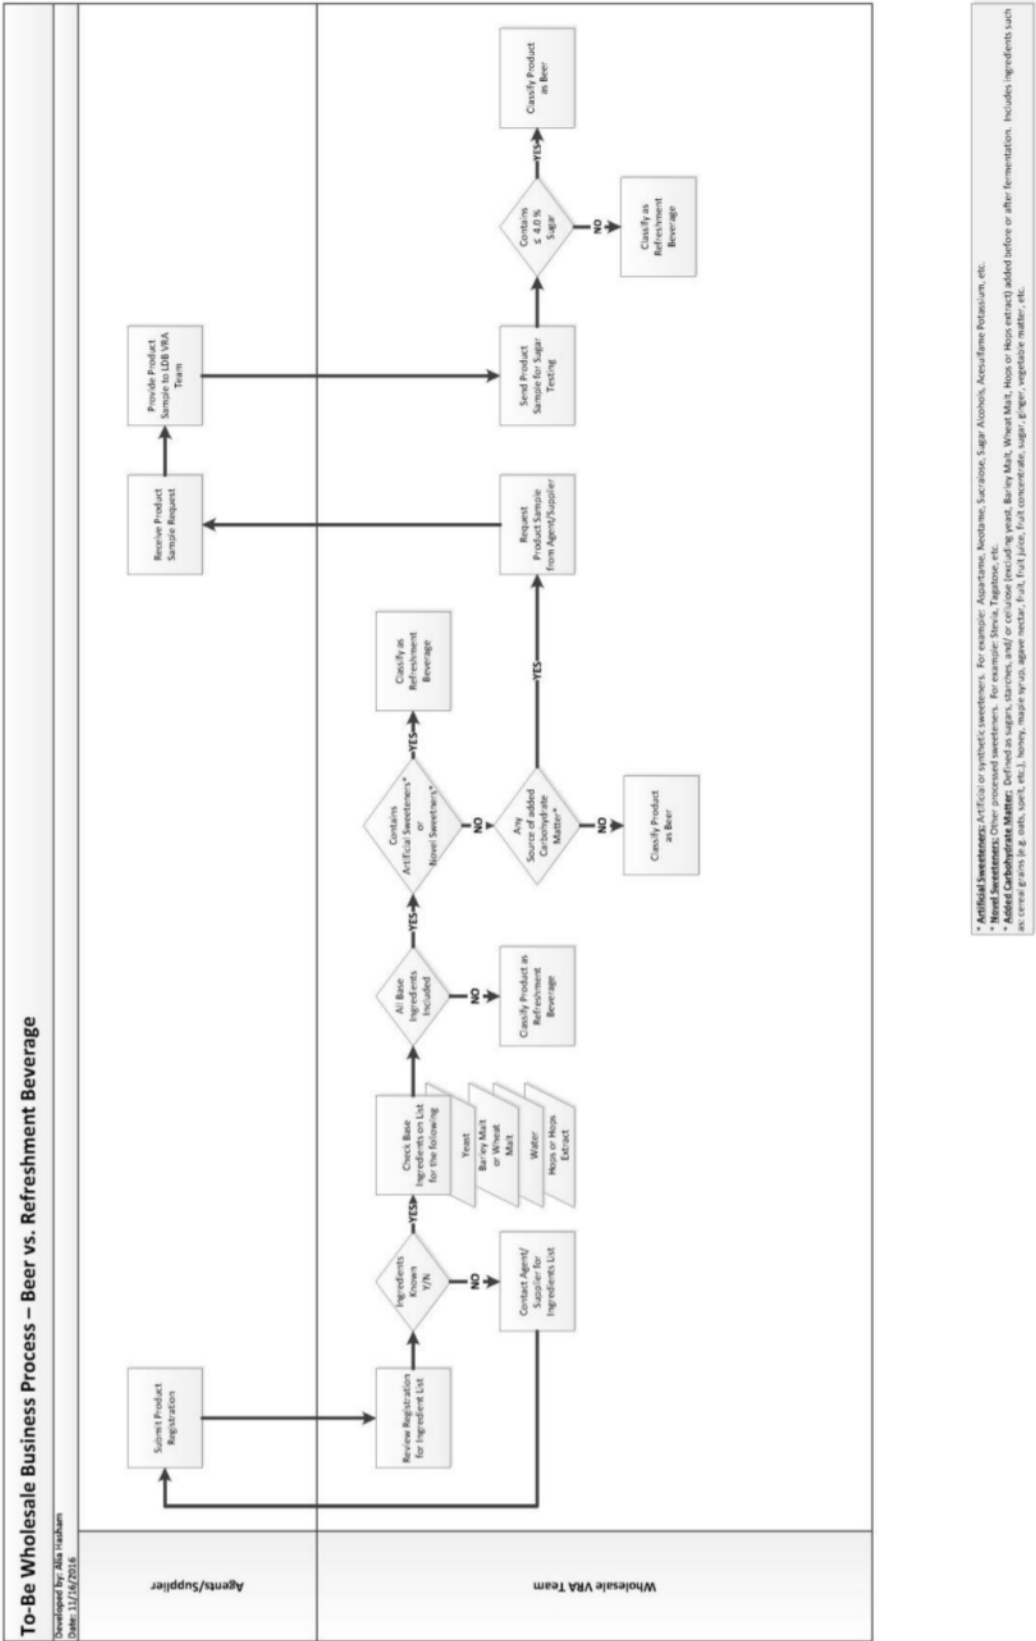 To-Be Wholesale Business Process – Beer vs. Refreshment Beverage
Developed by: Alia Hasham
Date: 11/16/2016
Agents/Supplier
Submit Product
Registration
Receive Product
Sample Request
Provide Product
Sample to LDB VRA
Team
Wholesale VRA Team
Review Registration
for Ingredient List
Ingredients
Known
Y/N
NO
Contact Agent/
Supplier for
Ingredients List
YES
Check Base
Ingredients on List
for the following
Yeast
Barley Malt
or Wheat
Malt
Water
Hops or Hops
Extract
All Base
Ingredients
Included
NO
Classify Product as
Refreshment
Beverage
YES
Contains
Artificial Sweeteners*
or
Novel Sweetners*
YES
Classify as
Refreshment
Beverage
NO
Any
Source of added
Carbohydrate
Matter*
NO
Classify Product
as Beer
YES
Request
Product Sample
from Agent/Supplier
Send Product
Sample for Sugar
Testing
Contains
≤ 4.0 %
Sugar
NO
Classify as
Refreshment
Beverage
YES
Classify Product
as Beer
* Artificial Sweeteners: Artificial or synthetic sweeteners. For example: Aspartame, Neotame, Sucralose, Sugar Alcohols, Acesulfame Potassium, etc.
* Novel Sweeteners: Other processed sweeteners. For example: Stevia, Tagatose, etc.
* Added Carbohydrate Matter: Defined as sugars, starches, and/ or cellulose (excluding yeast, Barley Malt, Wheat Malt, Hops or Hops extract) added before or after fermentation. Includes ingredients such
as: cereal grains (e.g. oats, spelt, etc.), honey, maple syrup, agave nectar, fruit, fruit juice, fruit concentrate, sugar, ginger, vegetable matter, etc.